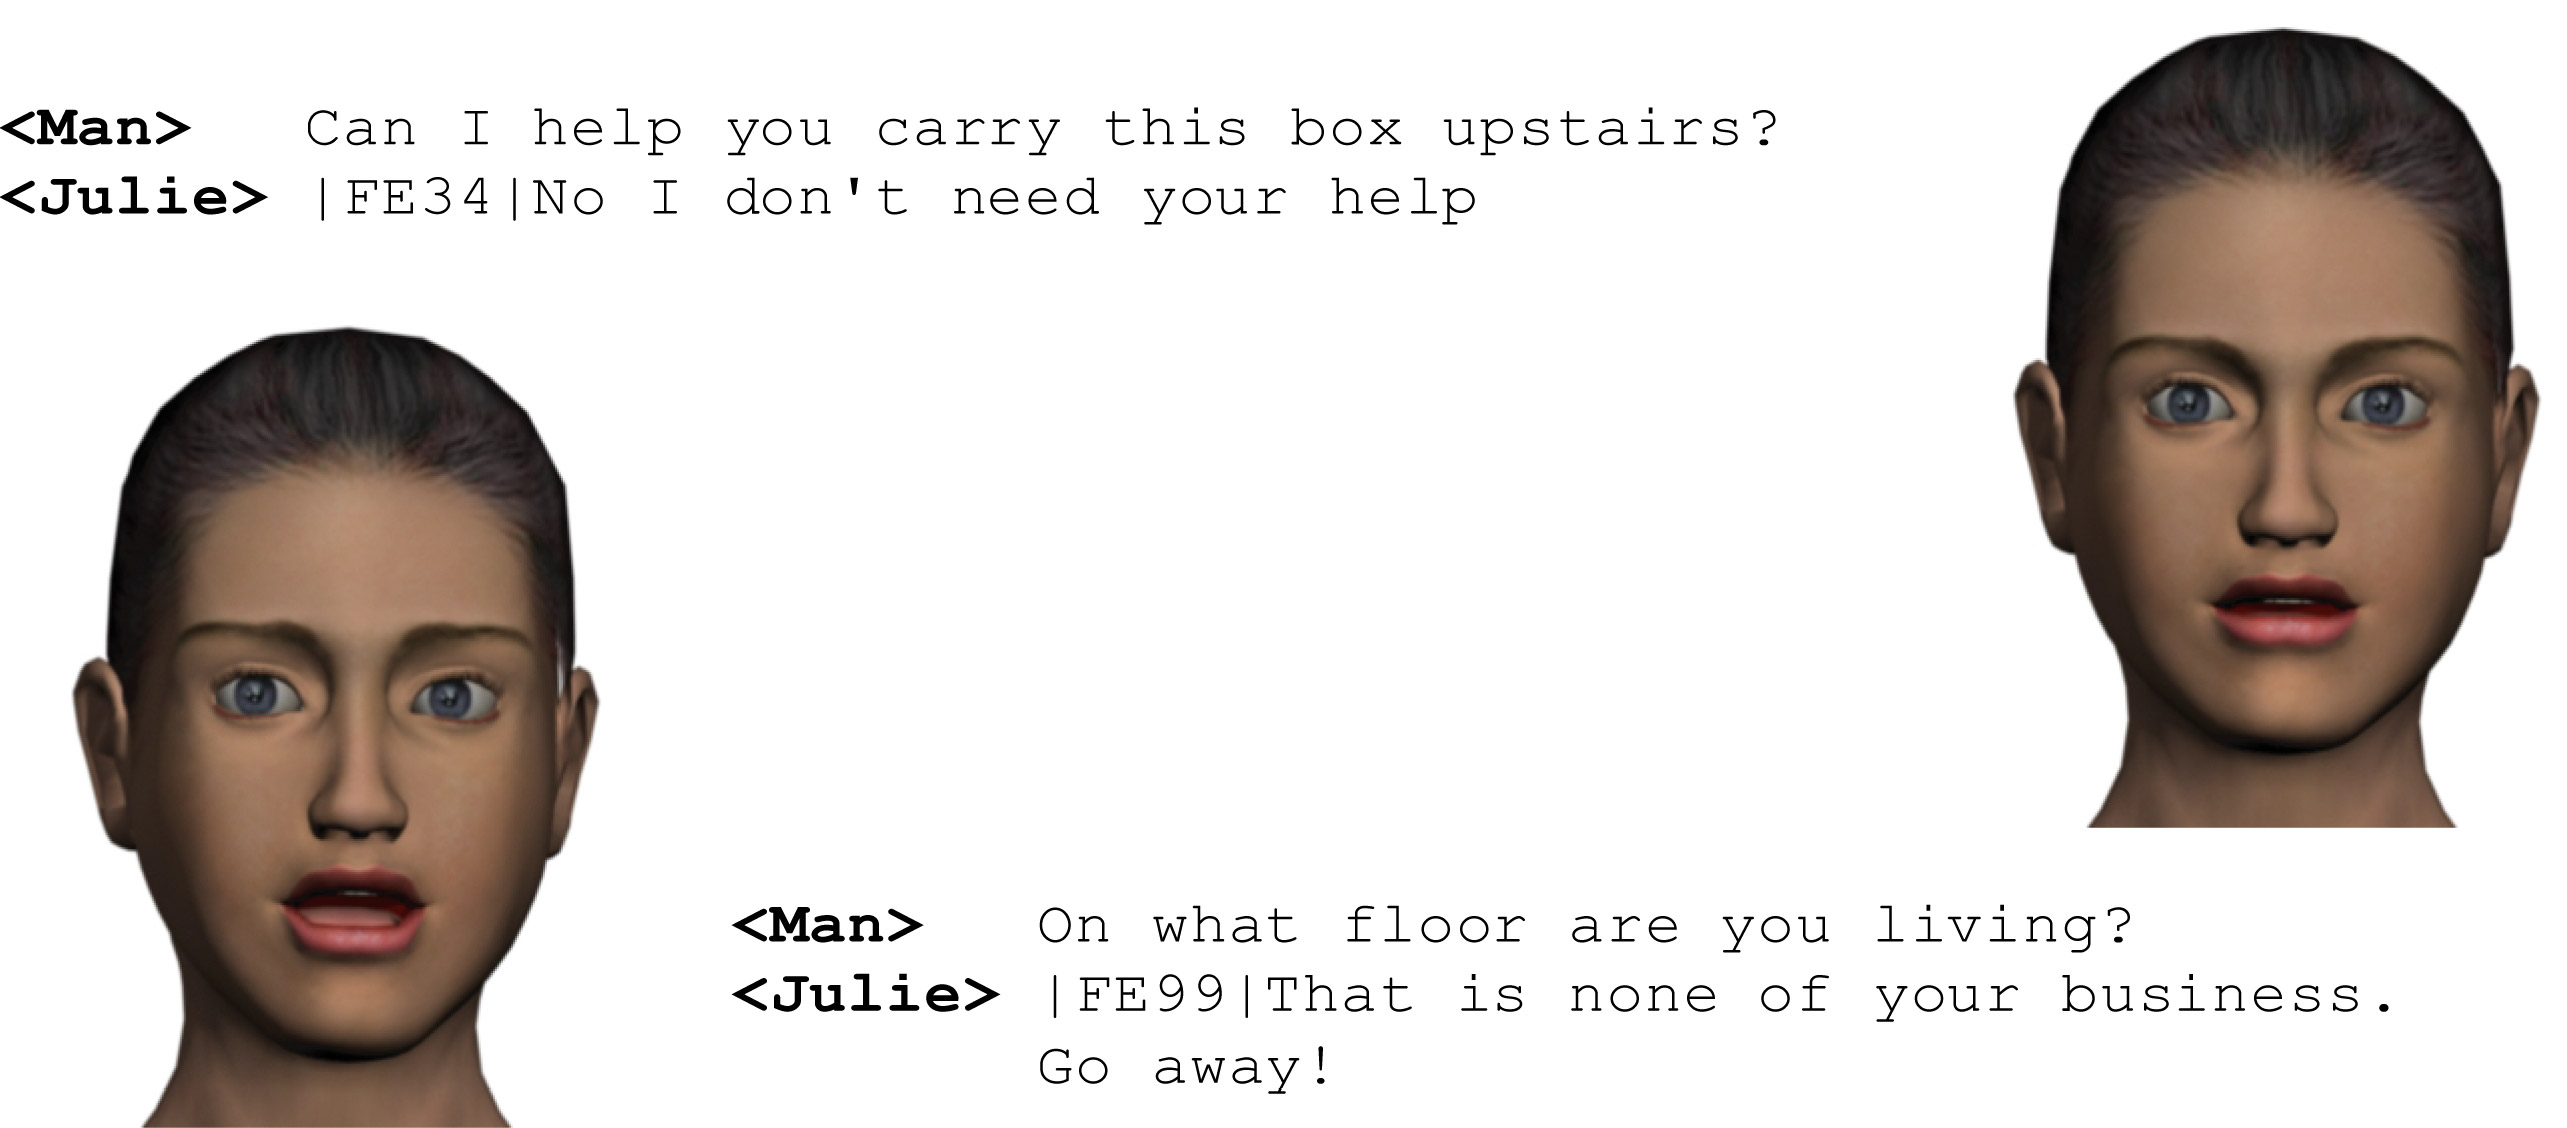 <Man> Can I help you carry this box upstairs?
<Julie> |FE34|No I don't need your help
<Man> On what floor are you living?
<Julie> |FE99|That is none of your business.
Go away!